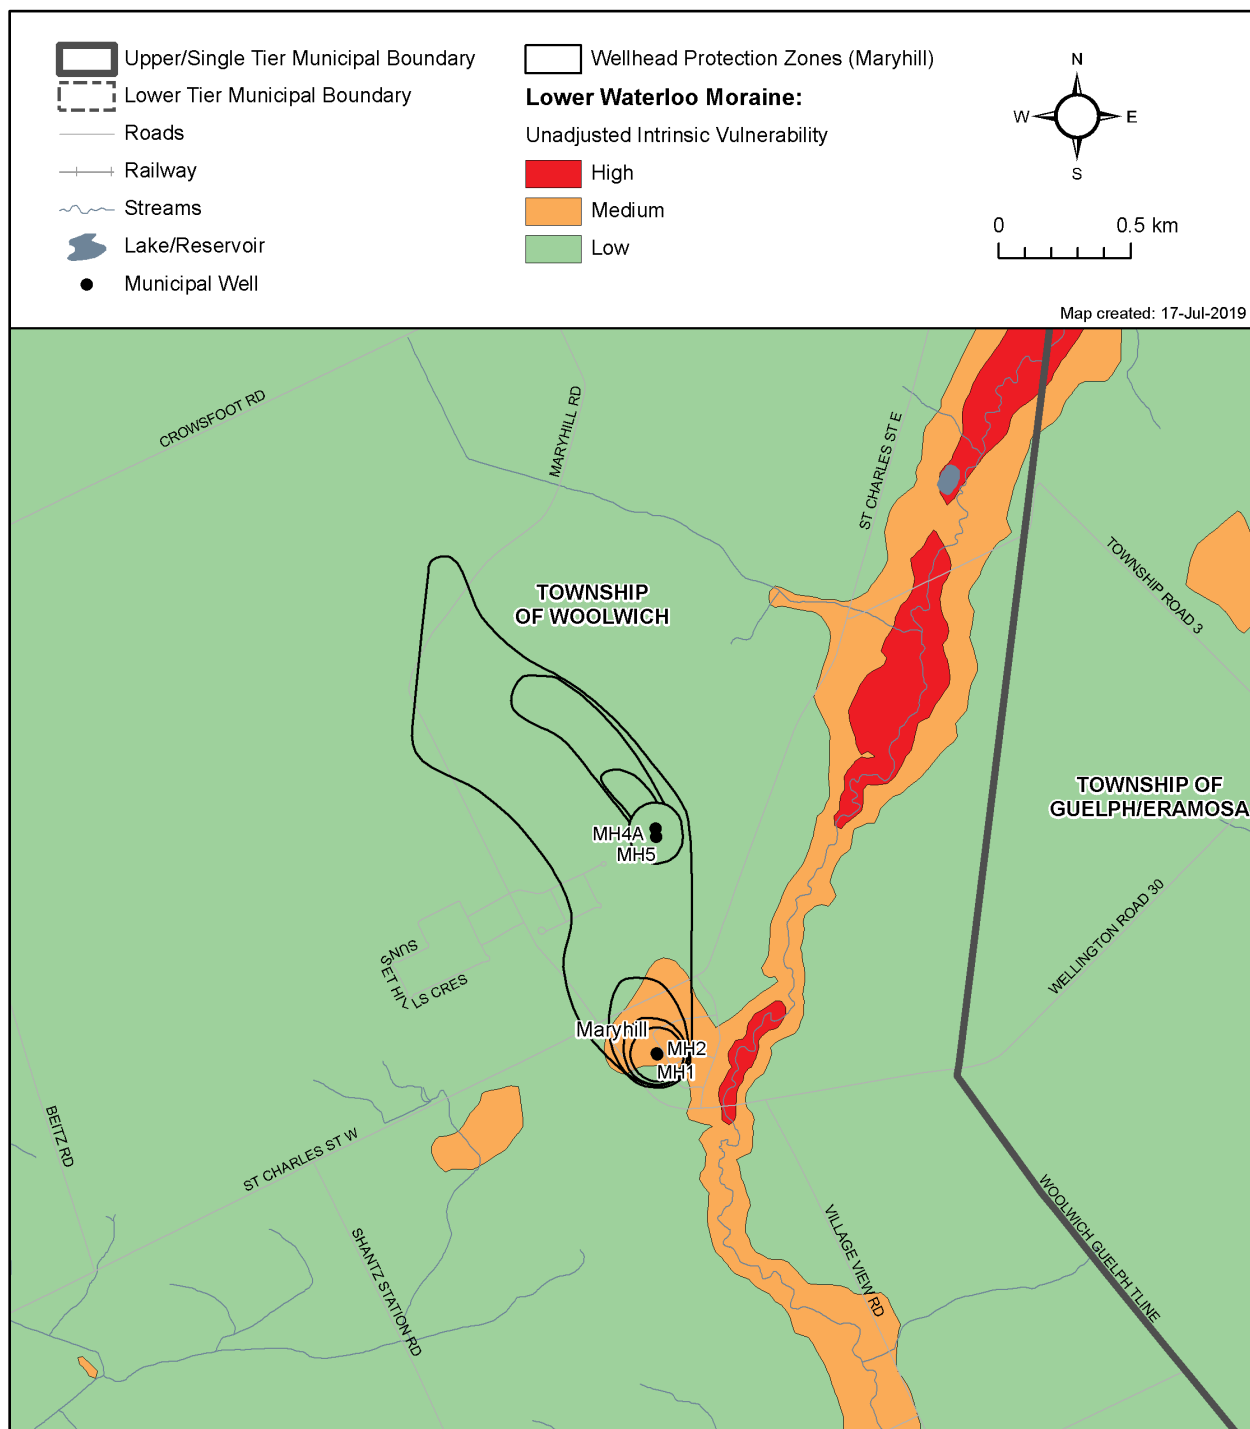 Upper/Single Tier Municipal Boundary
Lower Tier Municipal Boundary
Roads
Railway
Streams
Lake/Reservoir
Municipal Well
Wellhead Protection Zones (Maryhill)
Lower Waterloo Moraine:
Unadjusted Intrinsic Vulnerability
High
Medium
Low
N
W E
S
0 0.5 km
Map created: 17-Jul-2019
CROWSFOOT RD
MARYHILL RD
ST CHARLES ST E
TOWNSHIP ROAD 3
TOWNSHIP
OF WOOLWICH
TOWNSHIP OF
GUELPH/ERAMOSA
MH4A
MH5
WELLINGTON ROAD 30
SUNSET HILLS CRES
Maryhill
MH2
MH1
BEITZ RD
ST CHARLES ST W
SHANTZ STATION RD
VILLAGE VIEW RD
WOOLWICH GUELPH TLINE